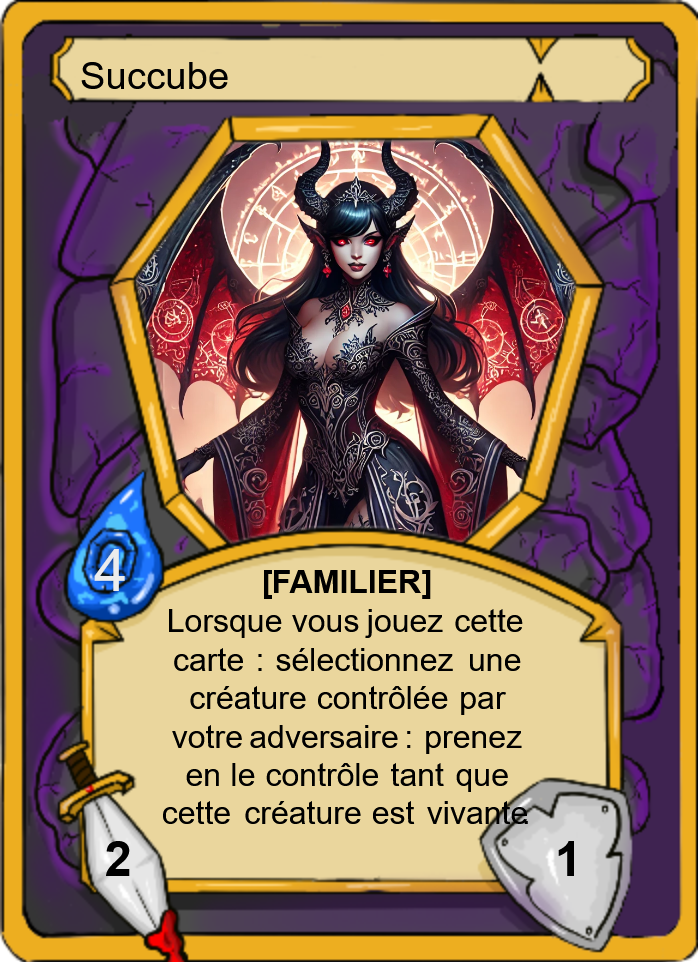 Succube
4
[FAMILIER]
Lorsque vous jouez cette
carte : sélectionnez une
créature contrôlée par
votre adversaire : prenez
en le contrôle tant que
cette créature est vivante.
2
1